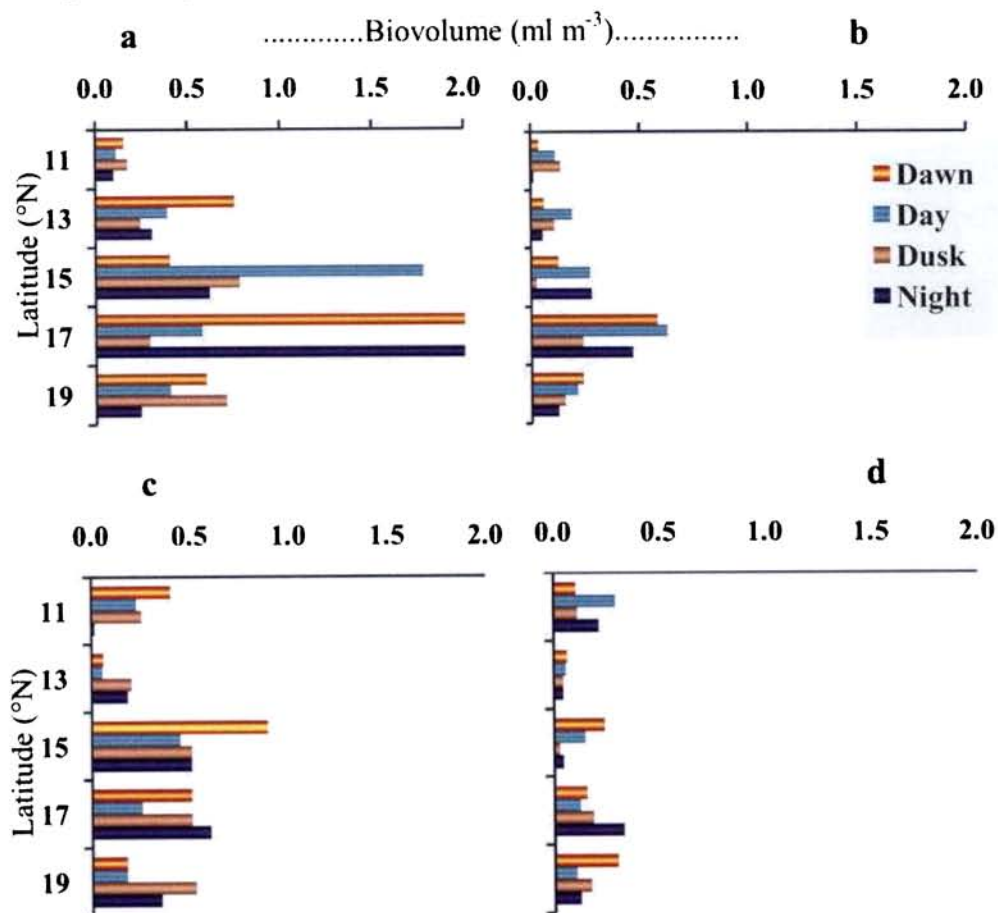 a ............Biovolume (ml m⁻³)............... b
0.0 0.5 1.0 1.5 2.0 0.0 0.5 1.0 1.5 2.0
Latitude (°N)
11
13
15
17
19
Dawn
Day
Dusk
Night
c d
0.0 0.5 1.0 1.5 2.0 0.0 0.5 1.0 1.5 2.0
Latitude (°N)
11
13
15
17
19